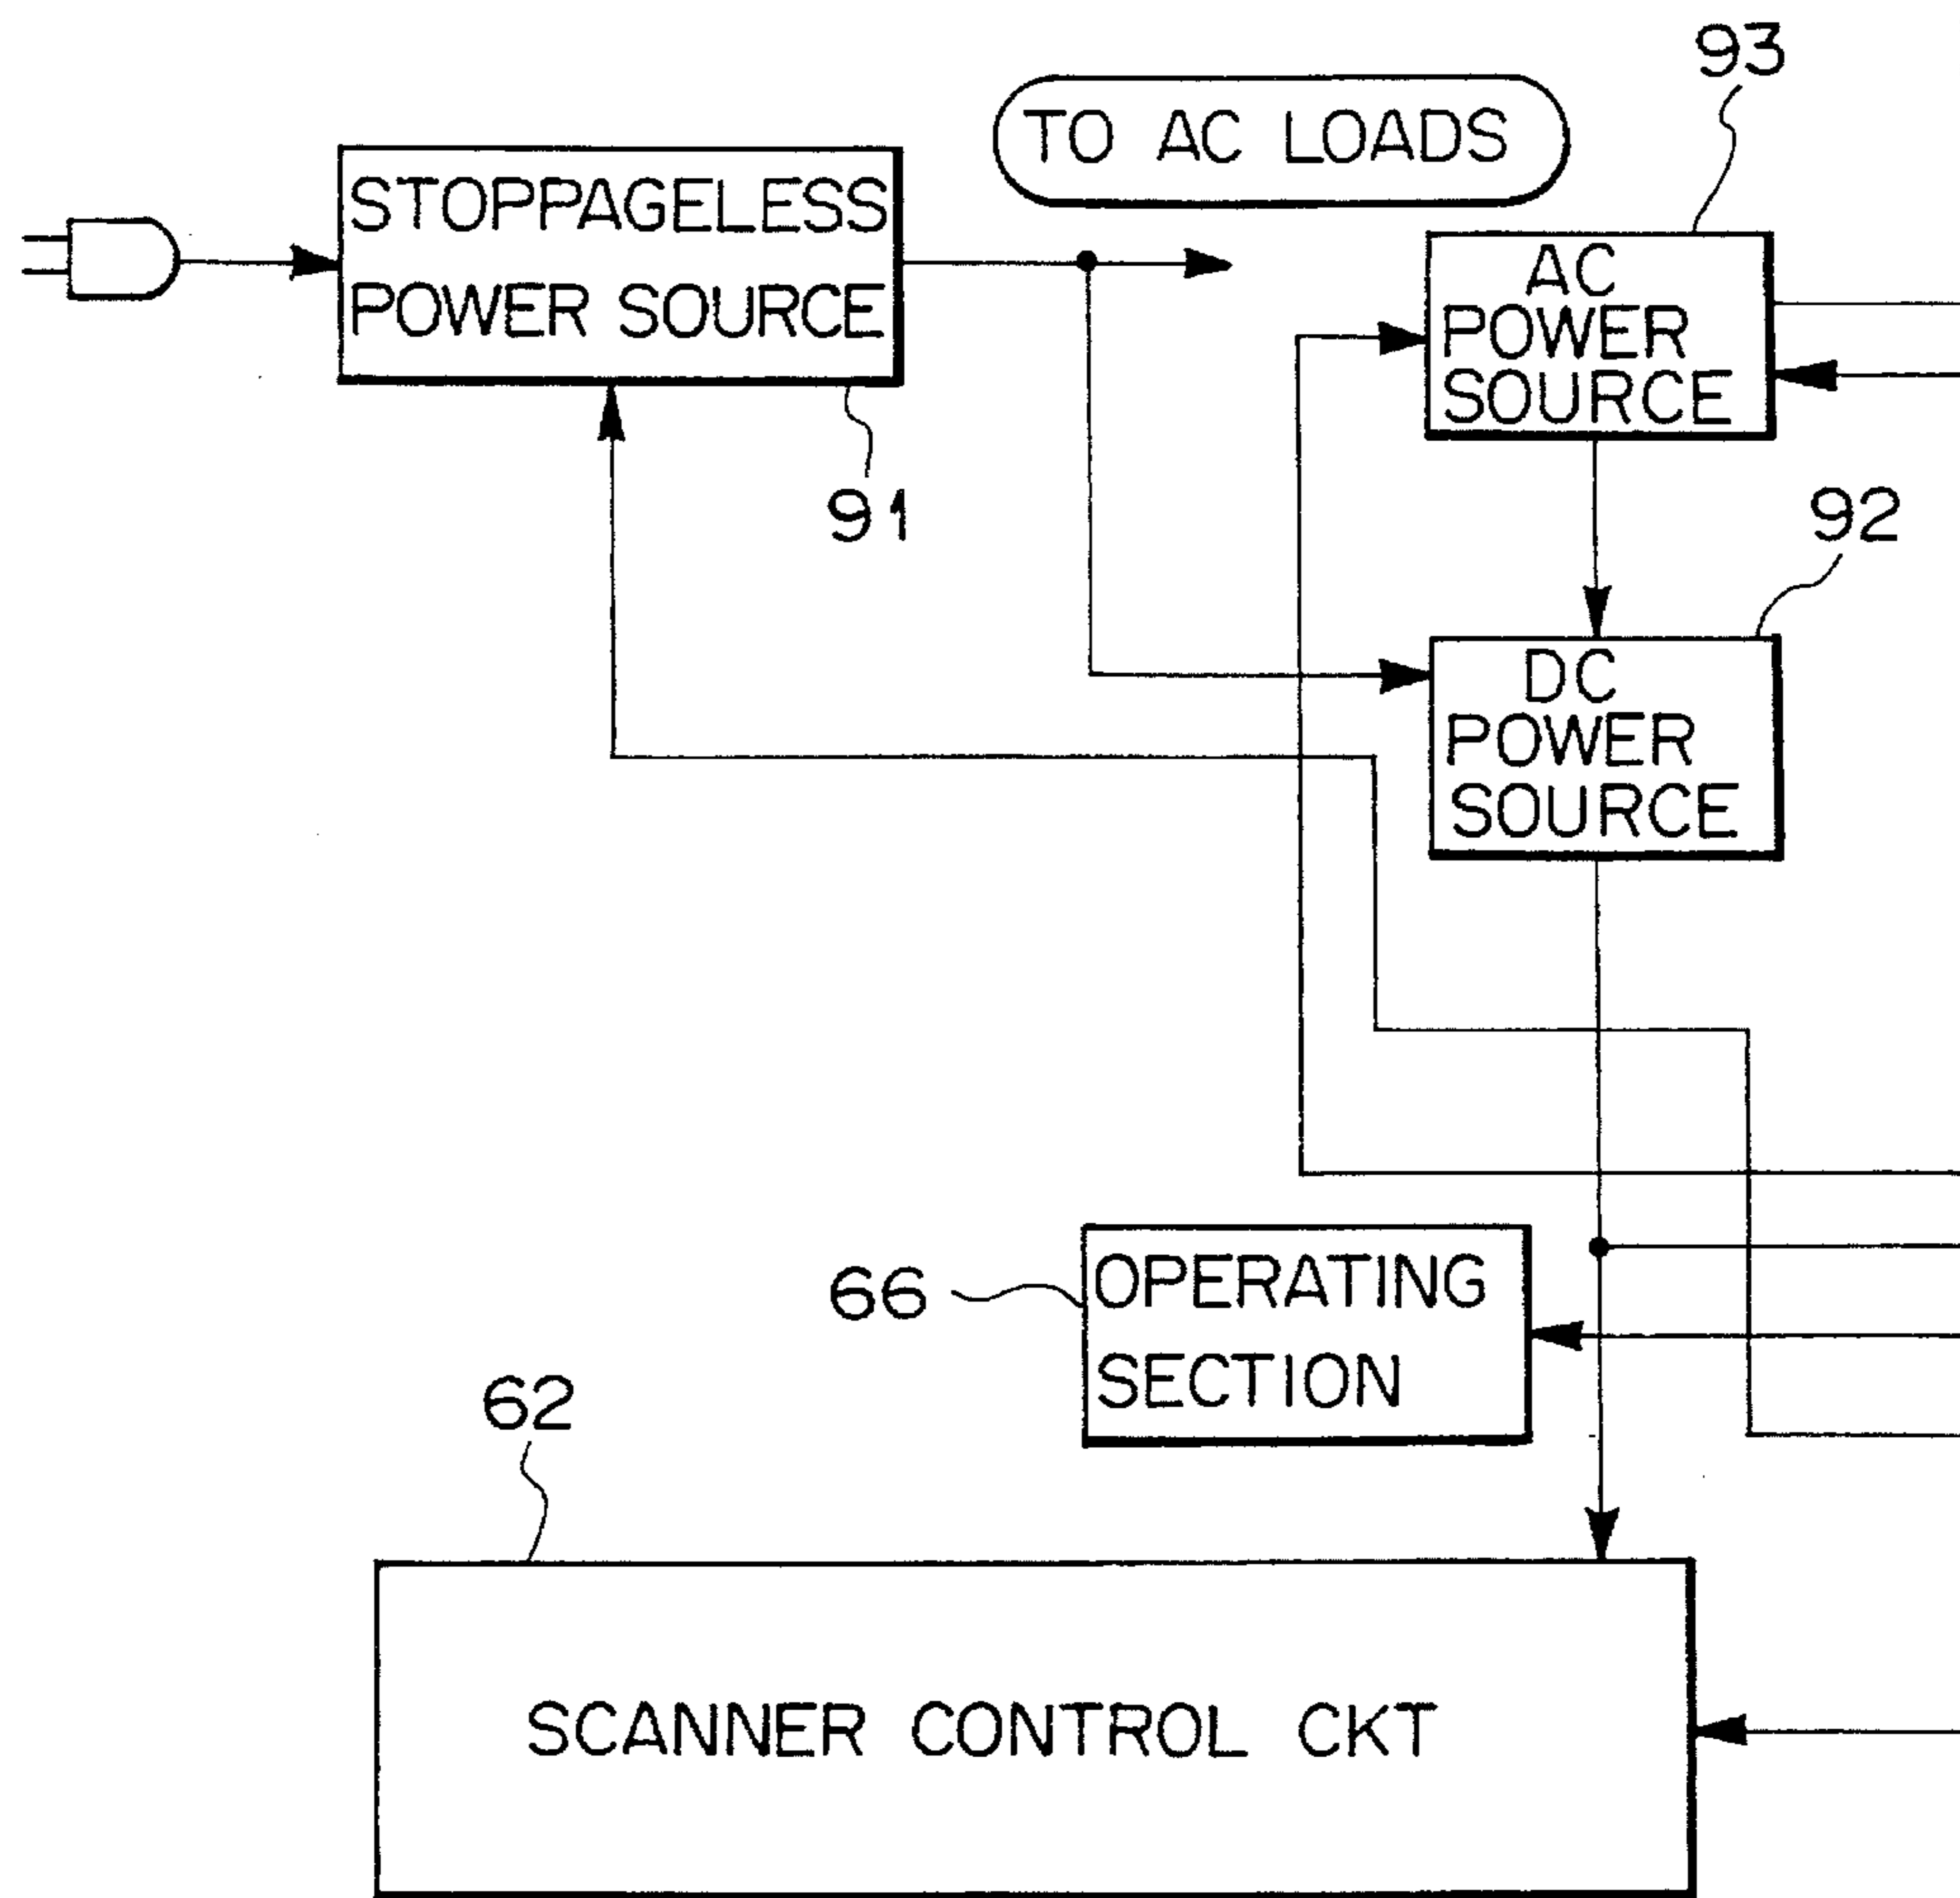 93
TO AC LOADS
STOPPAGELESS
POWER SOURCE
91
AC
POWER
SOURCE
92
DC
POWER
SOURCE
66
OPERATING
SECTION
62
SCANNER CONTROL CKT